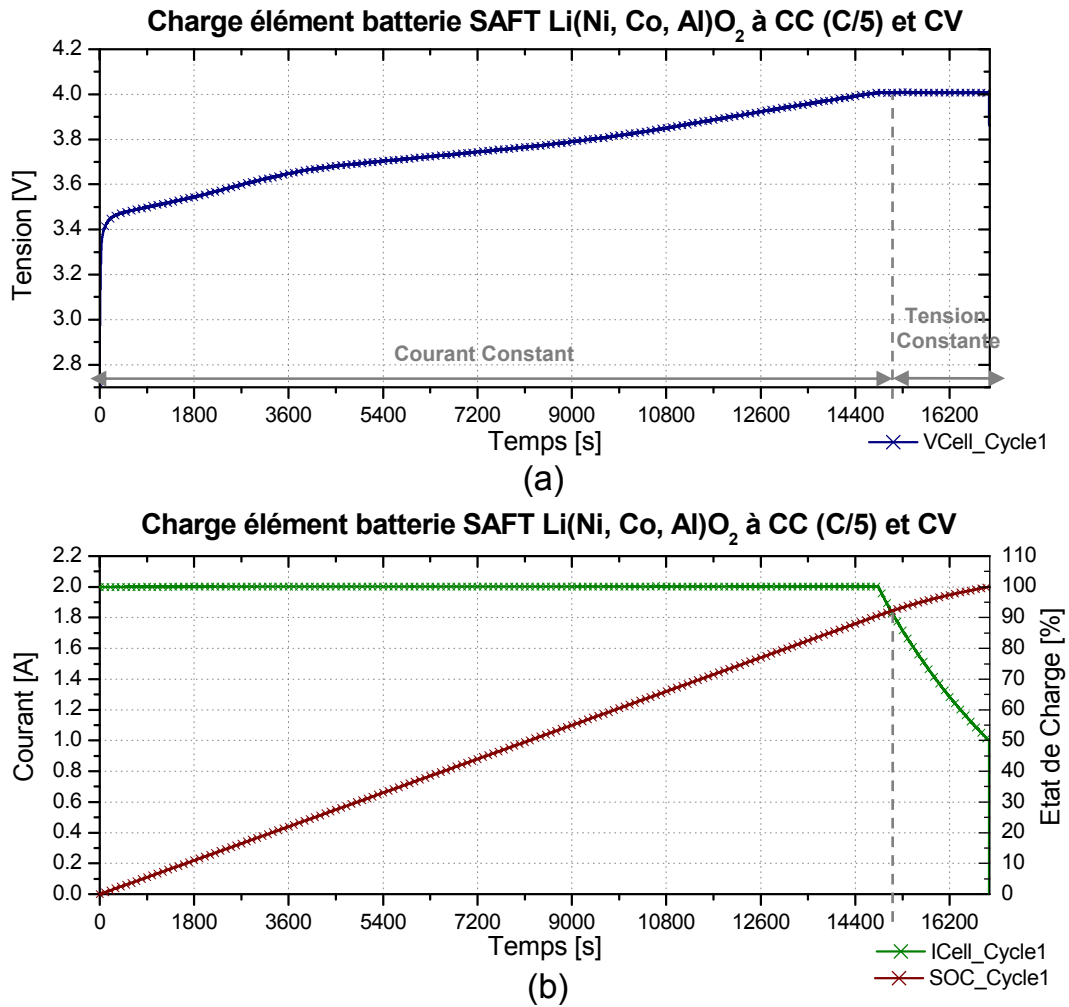 Charge élément batterie SAFT Li(Ni, Co, Al)O₂ à CC (C/5) et CV
4.2
4.0
3.8
3.6
3.4
3.2
3.0
2.8
Tension [V]
Courant Constant
Tension
Constante
0 1800 3600 5400 7200 9000 10800 12600 14400 16200
Temps [s]
VCell_Cycle1
(a)
Charge élément batterie SAFT Li(Ni, Co, Al)O₂ à CC (C/5) et CV
2.2
2.0
1.8
1.6
1.4
1.2
1.0
0.8
0.6
0.4
0.2
0.0
Courant [A]
110
100
90
80
70
60
50
40
30
20
10
0
Etat de Charge [%]
0 1800 3600 5400 7200 9000 10800 12600 14400 16200
Temps [s]
ICell_Cycle1
SOC_Cycle1
(b)